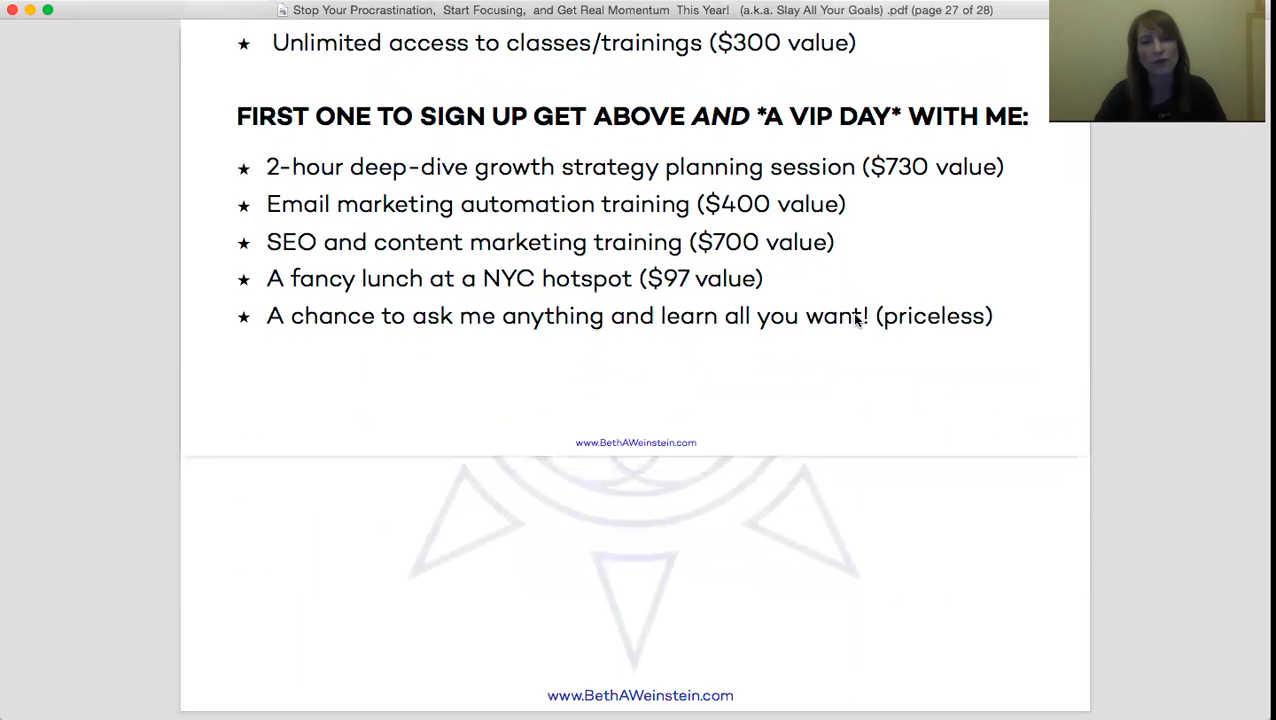 Stop Your Procrastination, Start Focusing, and Get Real Momentum This Year! (a.k.a. Slay All Your Goals) .pdf (page 27 of 28)
★ Unlimited access to classes/trainings ($300 value)
FIRST ONE TO SIGN UP GET ABOVE AND *A VIP DAY* WITH ME:
★ 2-hour deep-dive growth strategy planning session ($730 value)
★ Email marketing automation training ($400 value)
★ SEO and content marketing training ($700 value)
★ A fancy lunch at a NYC hotspot ($97 value)
★ A chance to ask me anything and learn all you want! (priceless)
www.BethAWeinstein.com
www.BethAWeinstein.com